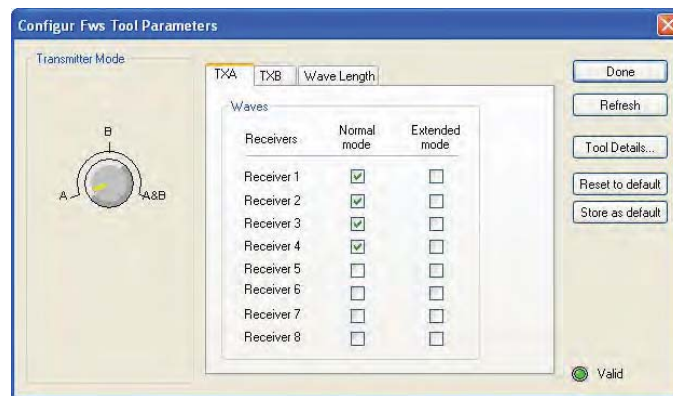 Configur Fws Tool Parameters
Transmitter Mode
A
B
A&B
TXA TXB Wave Length
Waves
Receivers Normal mode Extended mode
Receiver 1
Receiver 2
Receiver 3
Receiver 4
Receiver 5
Receiver 6
Receiver 7
Receiver 8
Done
Refresh
Tool Details...
Reset to default
Store as default
Valid